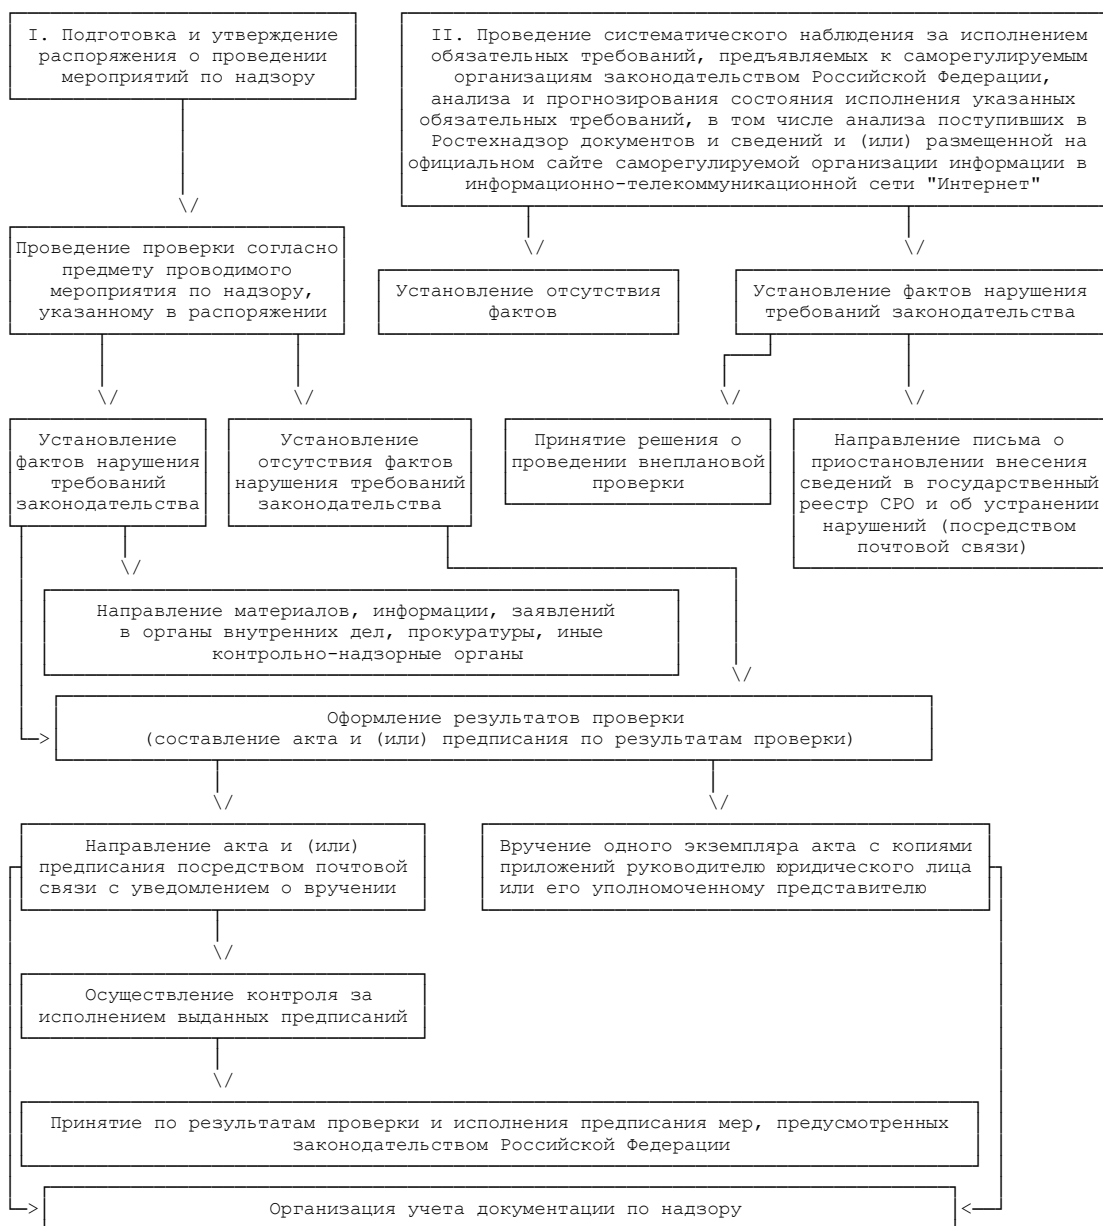 I. Подготовка и утверждение
распоряжения о проведении
мероприятий по надзору
II. Проведение систематического наблюдения за исполнением
обязательных требований, предъявляемых к саморегулируемым
организациям законодательством Российской Федерации,
анализа и прогнозирования состояния исполнения указанных
обязательных требований, в том числе анализа поступивших в
Ростехнадзор документов и сведений и (или) размещенной на
официальном сайте саморегулируемой организации информации в
информационно-телекоммуникационной сети "Интернет"
Проведение проверки согласно
предмету проводимого
мероприятия по надзору,
указанному в распоряжении
Установление отсутствия
фактов
Установление фактов нарушения
требований законодательства
Установление
фактов нарушения
требований
законодательства
Установление
отсутствия фактов
нарушения требований
законодательства
Принятие решения о
проведении внеплановой
проверки
Направление письма о
приостановлении внесения
сведений в государственный
реестр СРО и об устранении
нарушений (посредством
почтовой связи)
Направление материалов, информации, заявлений
в органы внутренних дел, прокуратуры, иные
контрольно-надзорные органы
Оформление результатов проверки
(составление акта и (или) предписания по результатам проверки)
Направление акта и (или)
предписания посредством почтовой
связи с уведомлением о вручении
Вручение одного экземпляра акта с копиями
приложений руководителю юридического лица
или его уполномоченному представителю
Осуществление контроля за
исполнением выданных предписаний
Принятие по результатам проверки и исполнения предписания мер, предусмотренных
законодательством Российской Федерации
Организация учета документации по надзору